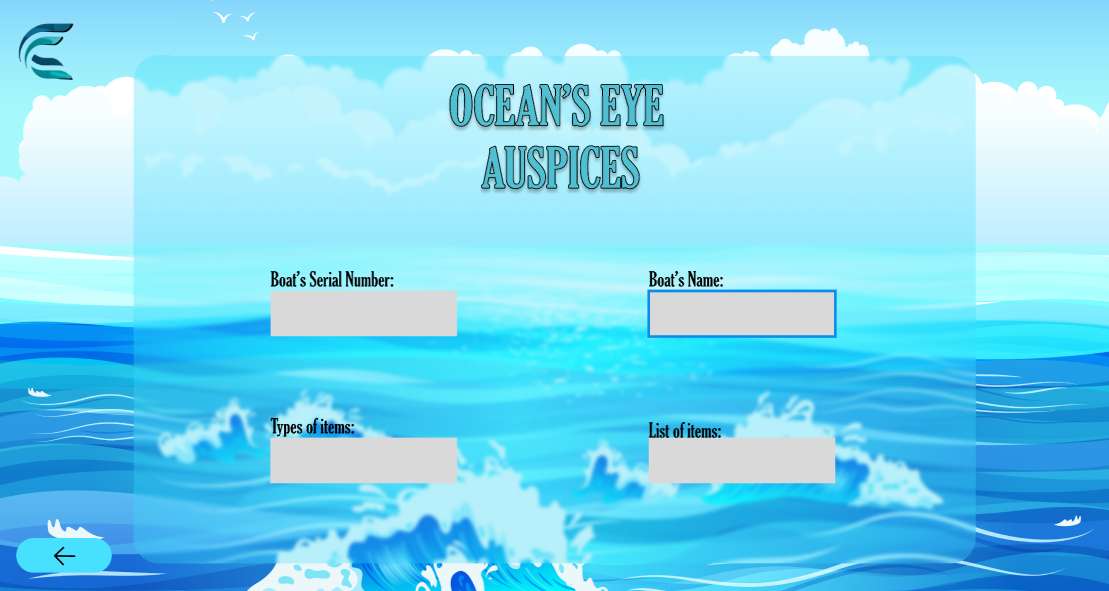 OCEAN'S EYE
AUSPICES
Boat's Serial Number:
Boat's Name:
Types of items:
List of items: